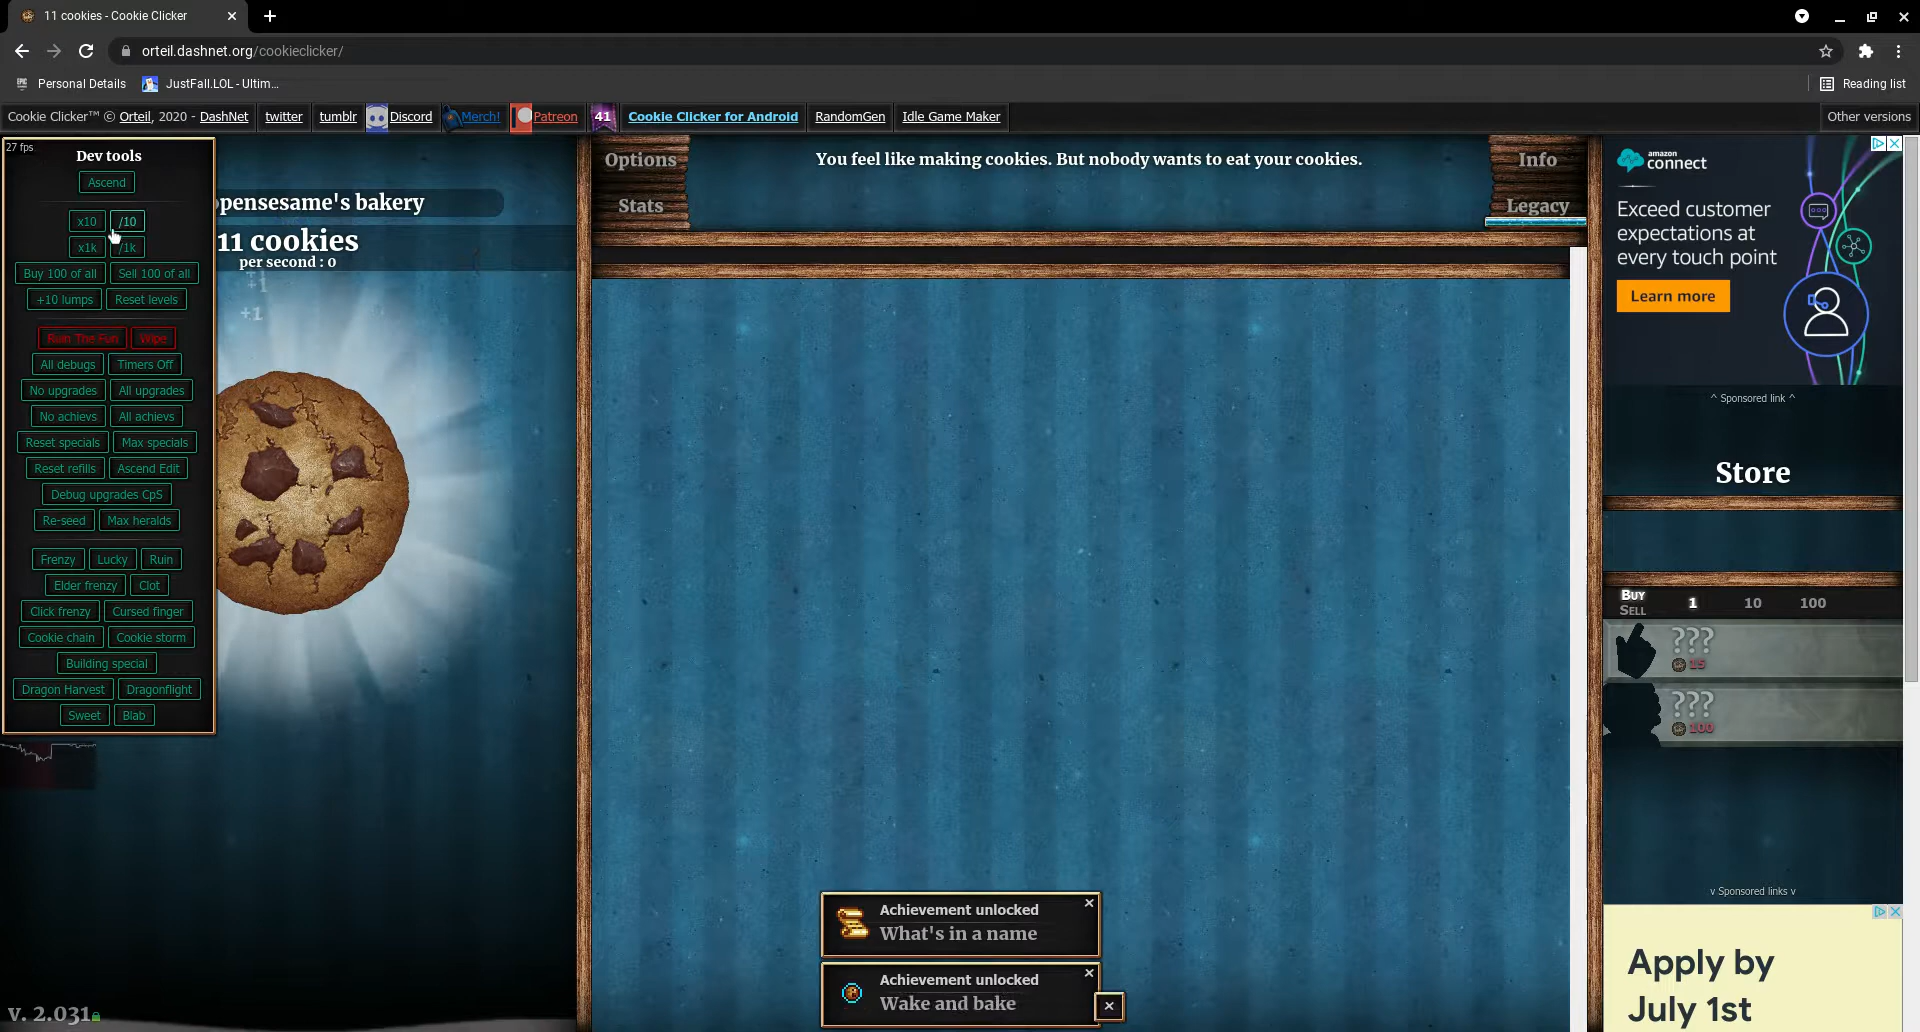 11 cookies - Cookie Clicker
orteil.dashnet.org/cookieclicker/
Personal Details
JustFall.LOL - Ultim...
Reading list
Cookie Clicker™ © Orteil, 2020 - DashNet
twitter
tumblr
Discord
Merch!
Patreon
41
Cookie Clicker for Android
RandomGen
Idle Game Maker
Other versions
27 fps
Dev tools
Ascend
x10
/10
x1k
/1k
Buy 100 of all
Sell 100 of all
+10 lumps
Reset levels
Ruin The Fun
Wipe
All debugs
Timers Off
No upgrades
All upgrades
No achievs
All achievs
Reset specials
Max specials
Reset refills
Ascend Edit
Debug upgrades CpS
Re-seed
Max heralds
Frenzy
Lucky
Ruin
Elder frenzy
Clot
Click frenzy
Cursed finger
Cookie chain
Cookie storm
Building special
Dragon Harvest
Dragonflight
Sweet
Blab
pensesame's bakery
11 cookies
per second : 0
+1
+1
v. 2.031
Options
Stats
You feel like making cookies. But nobody wants to eat your cookies.
Info
Legacy
Achievement unlocked
What's in a name
Achievement unlocked
Wake and bake
amazon
connect
Exceed customer
expectations at
every touch point
Learn more
^ Sponsored link ^
Store
BUY
SELL
1
10
100
???
15
???
100
v Sponsored links v
Apply by
July 1st